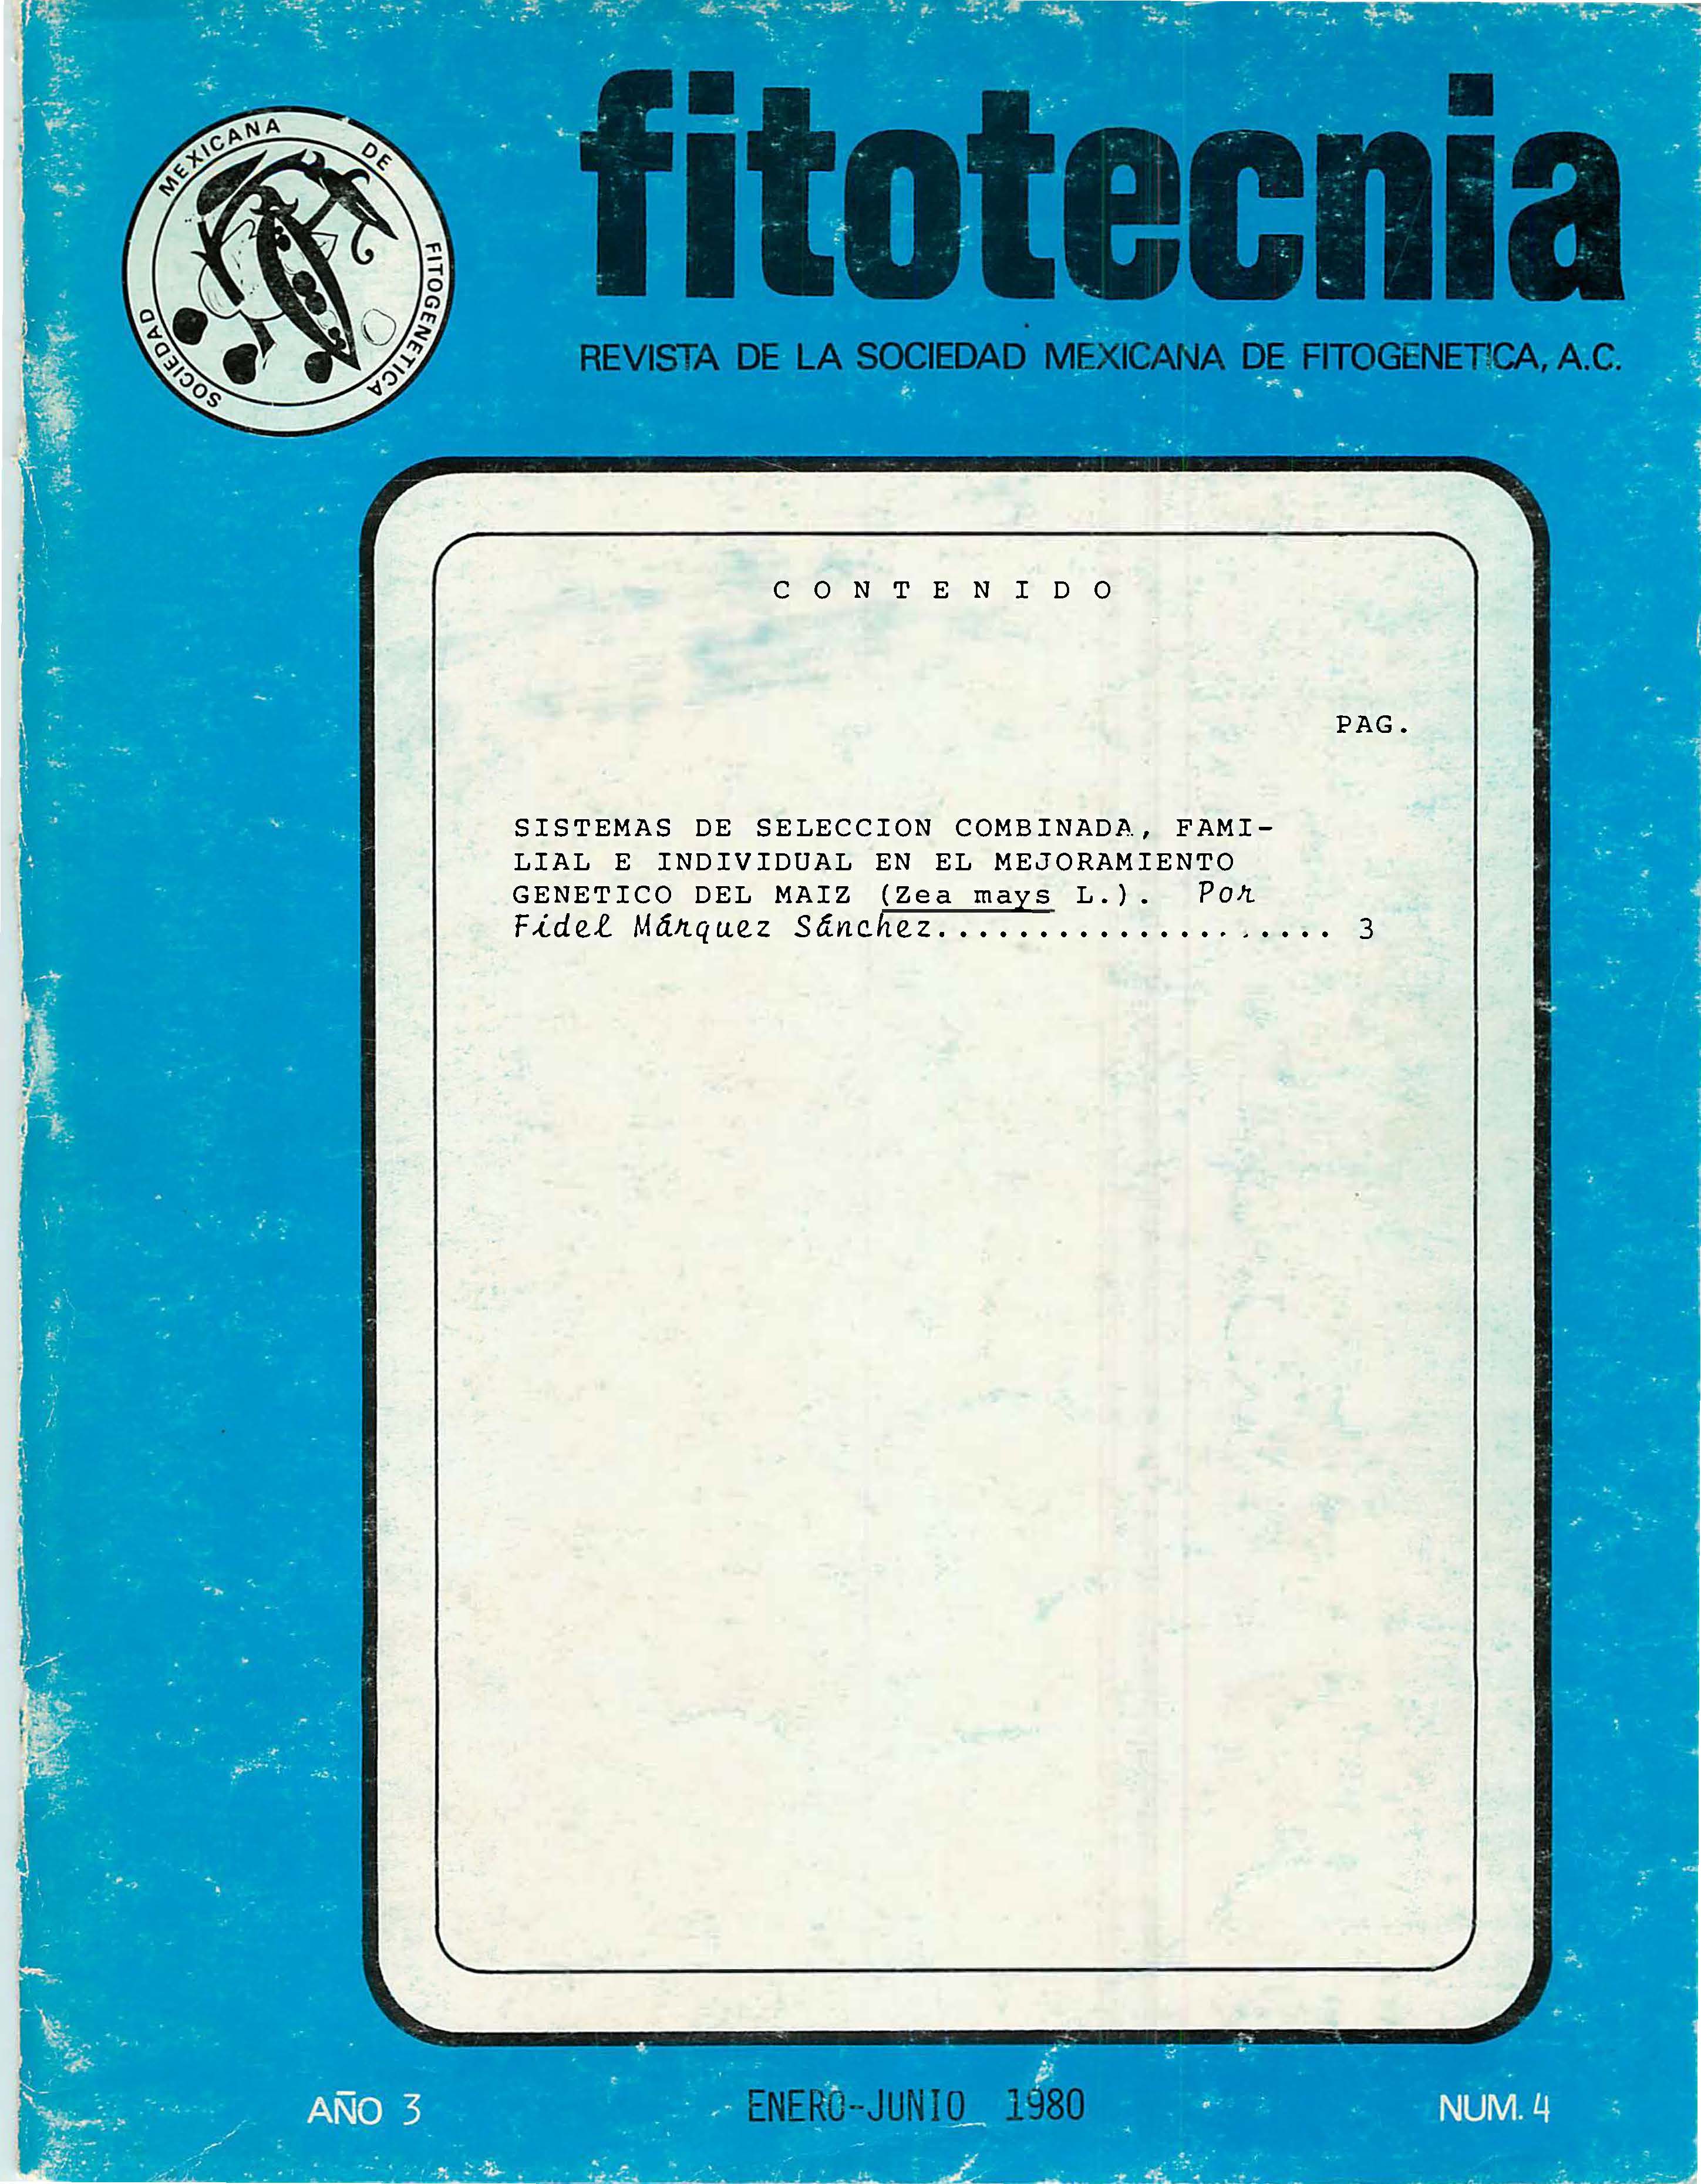 fitotecnia
SOCIEDAD MEXICANA DE FITOGENETICA
REVISTA DE LA SOCIEDAD MEXICANA DE FITOGENETICA, A.C.
CONTENIDO
PAG.
SISTEMAS DE SELECCION COMBINADA, FAMI-
LIAL E INDIVIDUAL EN EL MEJORAMIENTO
GENETICO DEL MAIZ (Zea mays L.). Por
Fidel Márquez Sánchez.................... 3
AÑO 3 ENERO-JUNIO 1980 NUM. 4